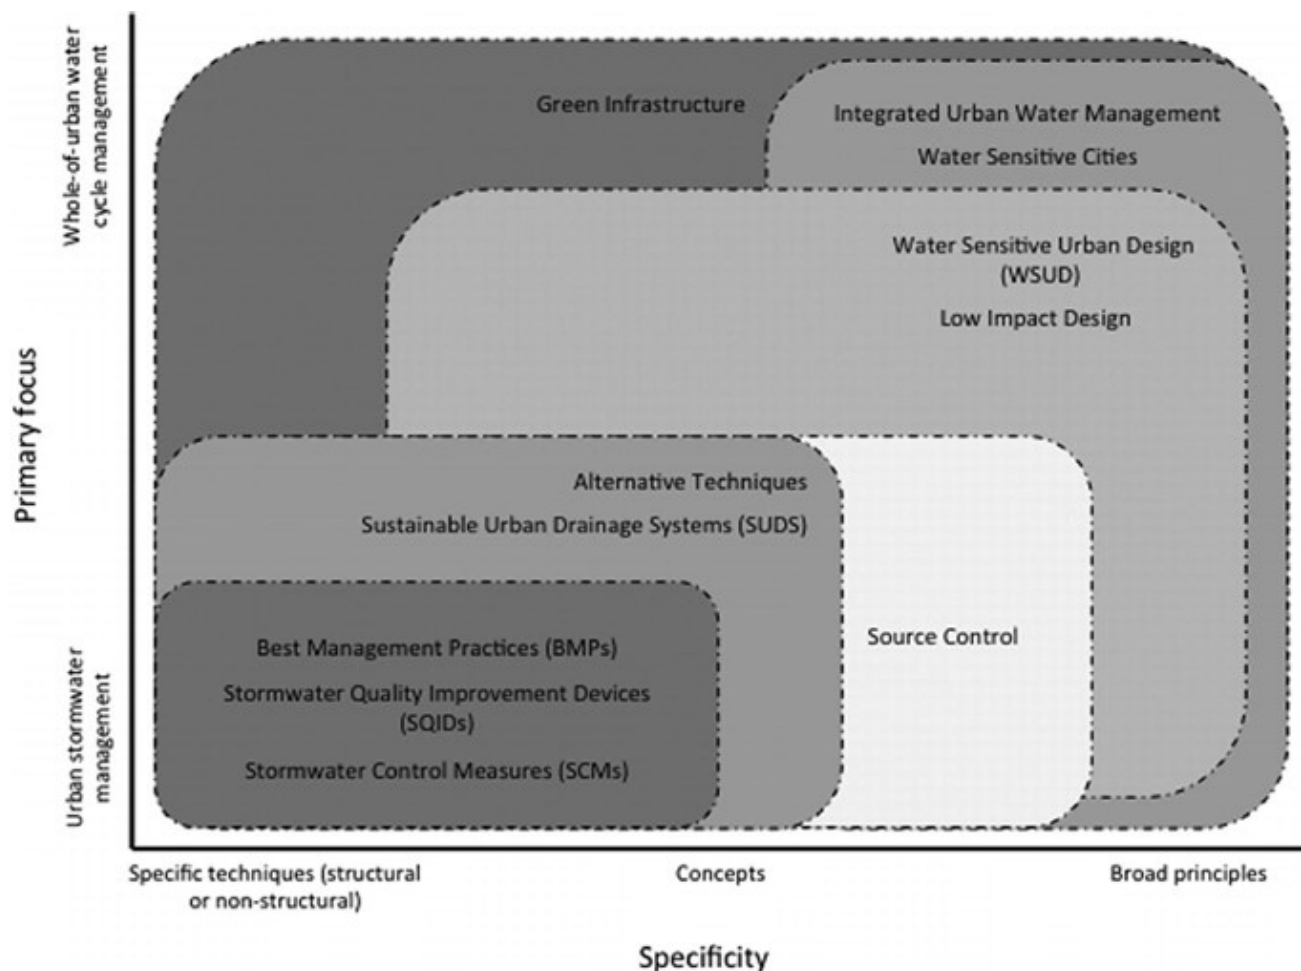 Whole-of-urban water
cycle management
Primary focus
Urban stormwater
management
Green Infrastructure
Integrated Urban Water Management
Water Sensitive Cities
Water Sensitive Urban Design
(WSUD)
Low Impact Design
Alternative Techniques
Sustainable Urban Drainage Systems (SUDS)
Source Control
Best Management Practices (BMPs)
Stormwater Quality Improvement Devices
(SQIDs)
Stormwater Control Measures (SCMs)
Specific techniques (structural
or non-structural)
Concepts
Broad principles
Specificity